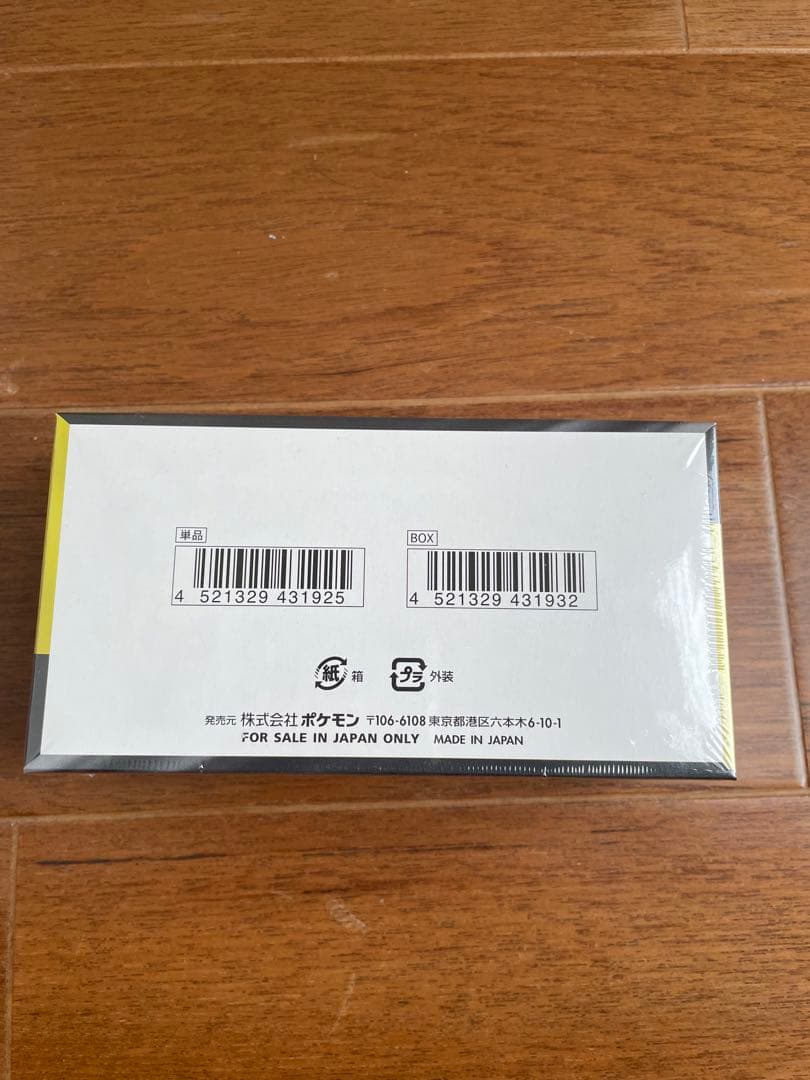 単品
BOX
4 521329 431925
4 521329 431932
紙 箱
プラ 外装
発売元 株式会社ポケモン 〒106-6108 東京都港区六本木6-10-1
FOR SALE IN JAPAN ONLY MADE IN JAPAN